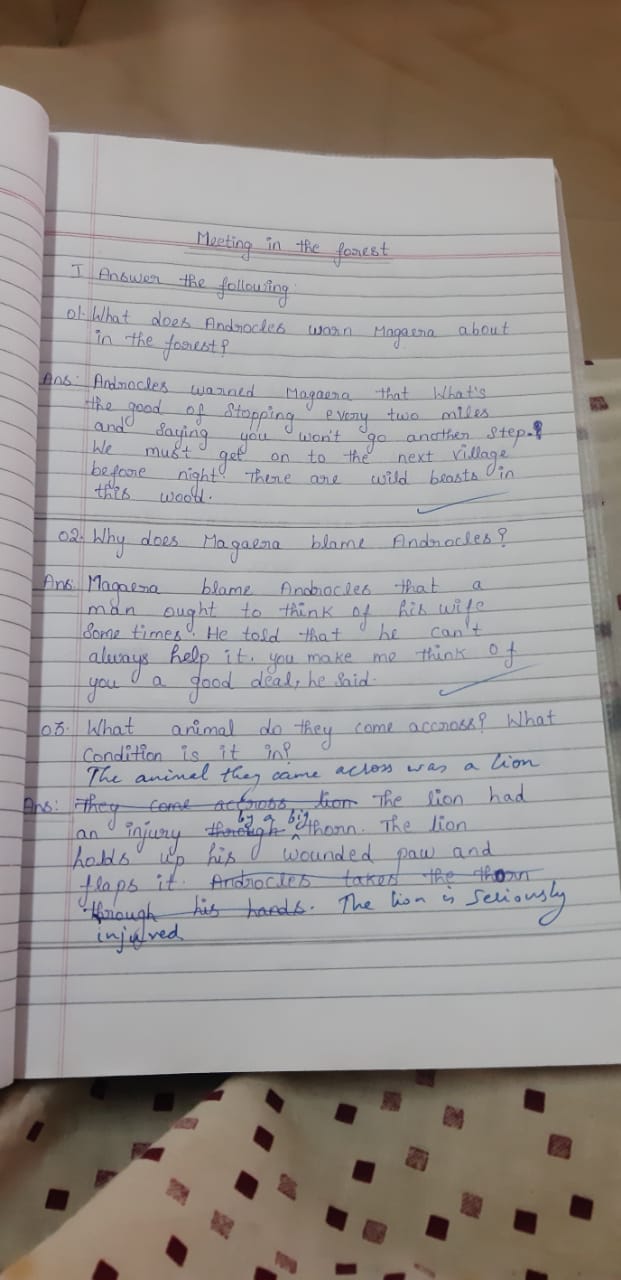 Meeting in the forest
I Answer the following
01. What does Androcles warn Magaera about
in the forest?
Ans: Androcles warned Magaera that What's
the good of stopping every two miles
and saying you won't go another step.
We must get on to the next village
before night. There are wild beasts in
this wood.
02. Why does Magaera blame Androcles?
Ans: Magaera blame Androcles that a
man ought to think of his wife
Some times. He told that he can't
always help it. you make me think of
you a good deal, he said.
03. What animal do they come accross? What
Condition is it in?
The animal they came across was a lion
Ans: They come across lion The lion had
by a big
an injury through thorn. The lion
holds up his wounded paw and
flaps it. Androcles takes the thorn
through his hands. The lion is seriously
injured